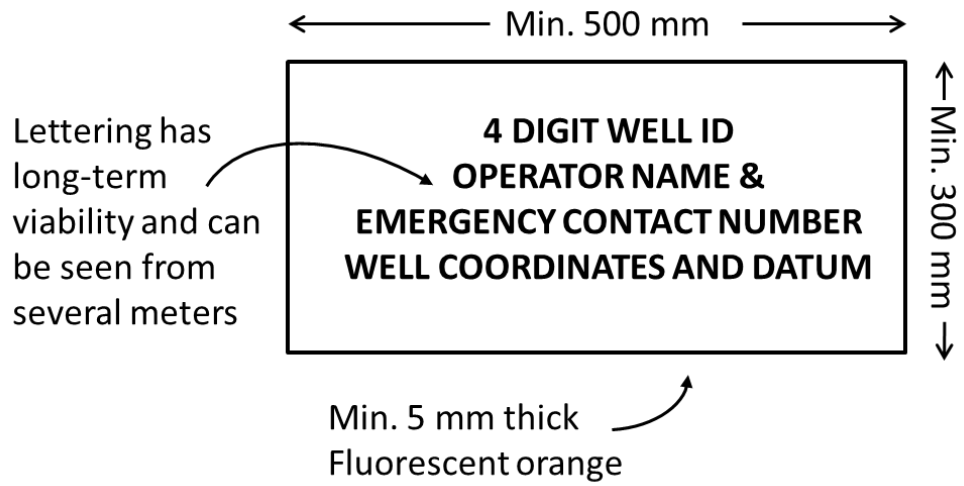 Min. 500 mm
Lettering has
long-term
viability and can
be seen from
several meters
4 DIGIT WELL ID
OPERATOR NAME &
EMERGENCY CONTACT NUMBER
WELL COORDINATES AND DATUM
Min. 300 mm
Min. 5 mm thick
Fluorescent orange